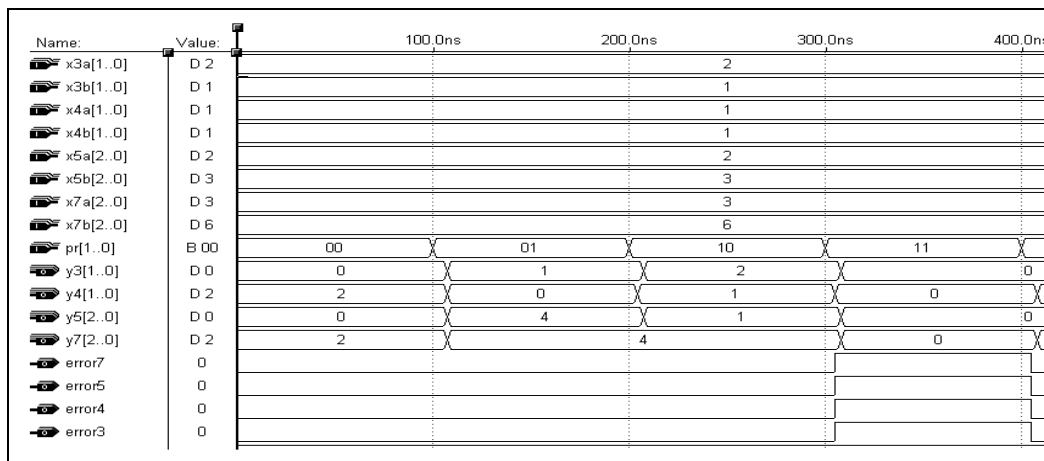 Name: Value: 100.0ns 200.0ns 300.0ns 400.0ns
x3a[1..0] D 2 2
x3b[1..0] D 1 1
x4a[1..0] D 1 1
x4b[1..0] D 1 1
x5a[2..0] D 2 2
x5b[2..0] D 3 3
x7a[2..0] D 3 3
x7b[2..0] D 6 6
pr[1..0] B 00 00 01 10 11
y3[1..0] D 0 0 1 2 0
y4[1..0] D 2 2 0 1 0
y5[2..0] D 0 0 4 1 0
y7[2..0] D 2 2 4 0
error7 0
error5 0
error4 0
error3 0